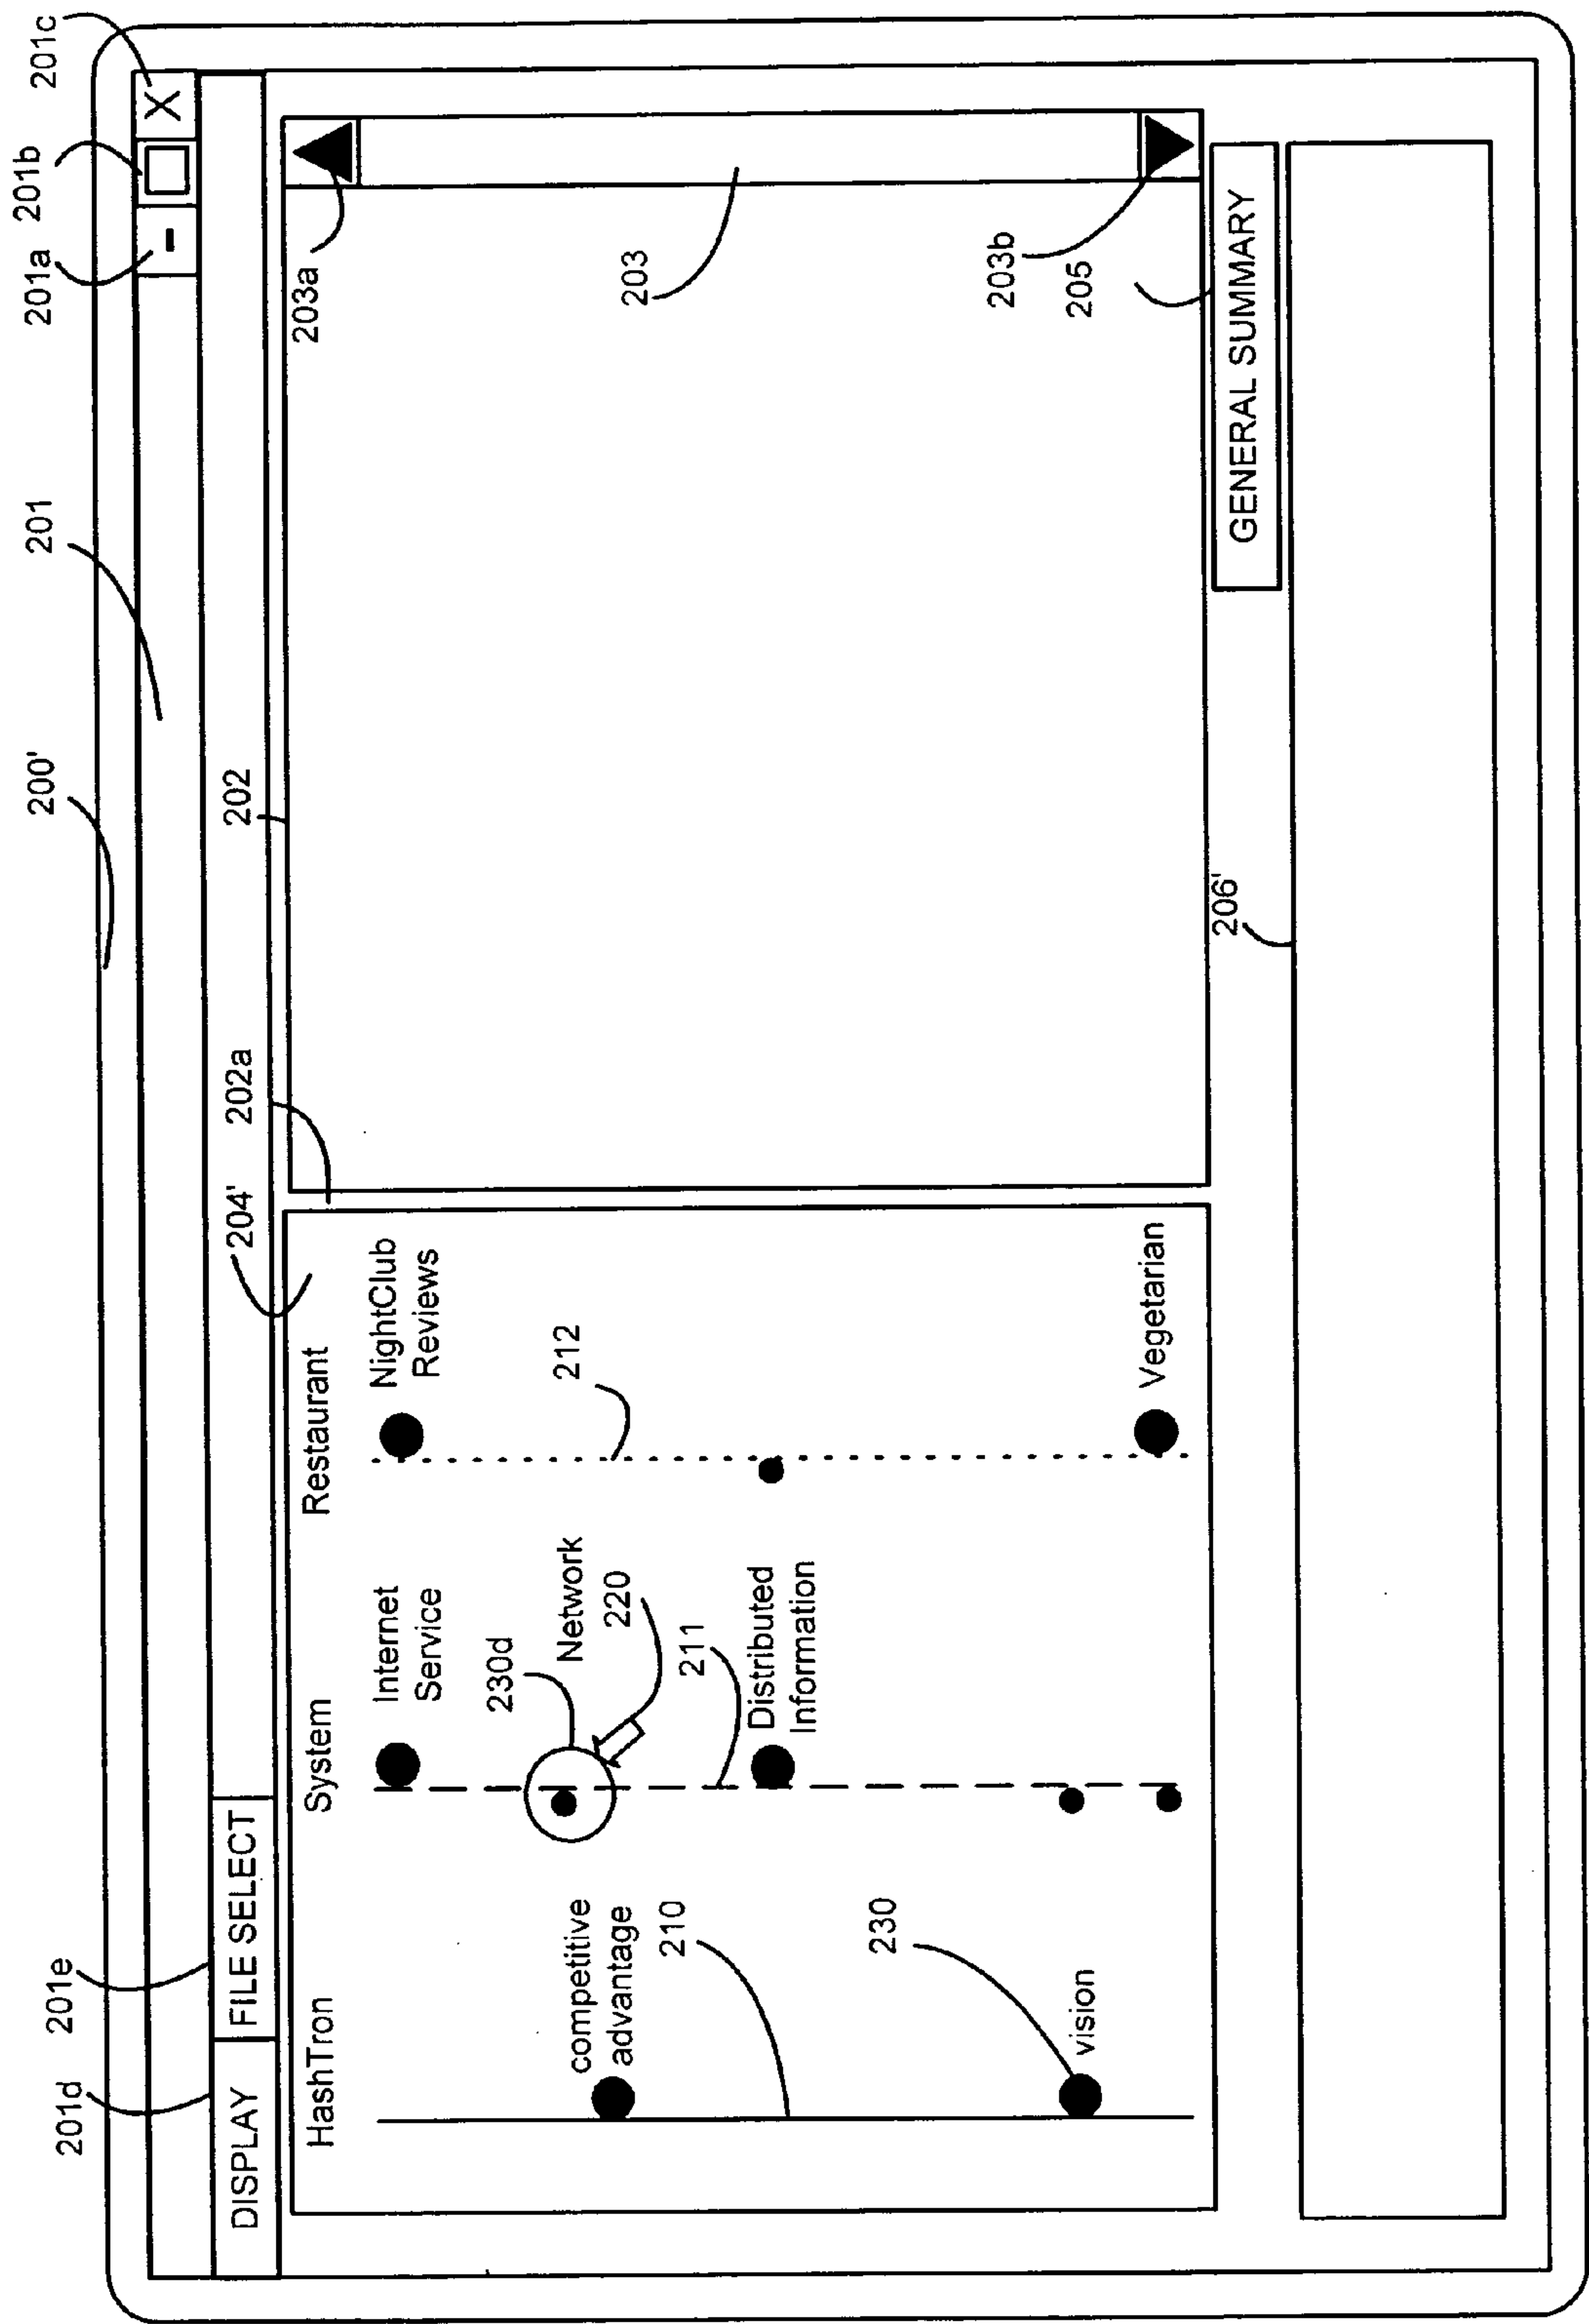 200'
201
201a
201b
201c
201d
201e
DISPLAY
FILE SELECT
204'
202a
202
HashTron
System
Restaurant
203a
Internet
Service
NightClub
Reviews
230d
competitive
advantage
Network
220
212
203
210
211
Distributed
Information
230
203b
vision
Vegetarian
205
206'
GENERAL SUMMARY